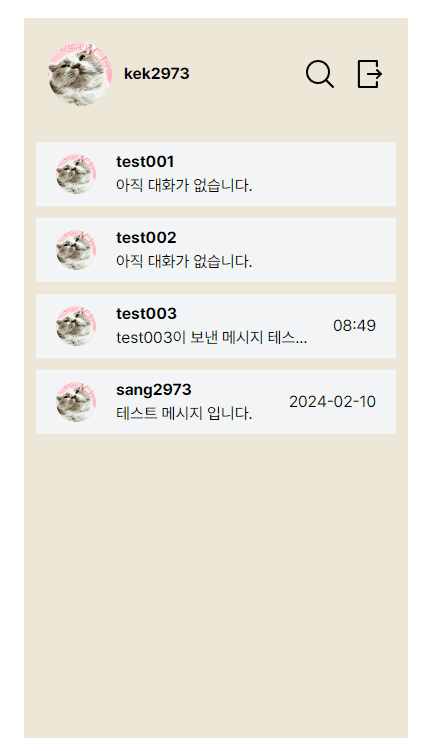 kek2973
test001
아직 대화가 없습니다.
test002
아직 대화가 없습니다.
test003
test003이 보낸 메시지 테스...
08:49
sang2973
테스트 메시지 입니다.
2024-02-10